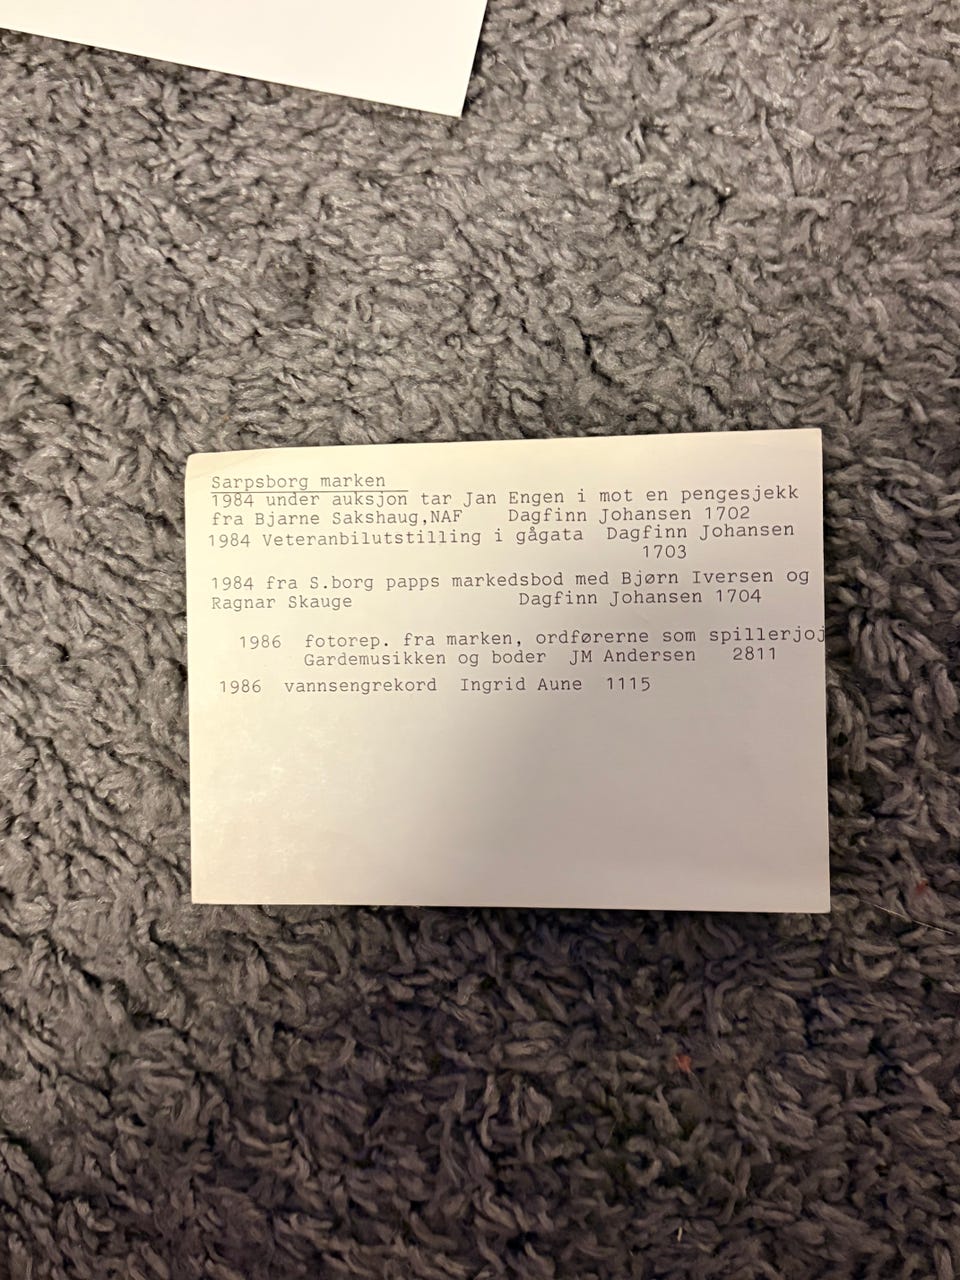 Sarpsborg marken
1984 under auksjon tar Jan Engen i mot en pengesjekk
fra Bjarne Sakshaug,NAF Dagfinn Johansen 1702
1984 Veteranbilutstilling i gågata Dagfinn Johansen
1703
1984 fra S.borg papps markedsbod med Bjørn Iversen og
Ragnar Skauge Dagfinn Johansen 1704
1986 fotorep. fra marken, ordførerne som spillerjoj
Gardemusikken og boder JM Andersen 2811
1986 vannsengrekord Ingrid Aune 1115